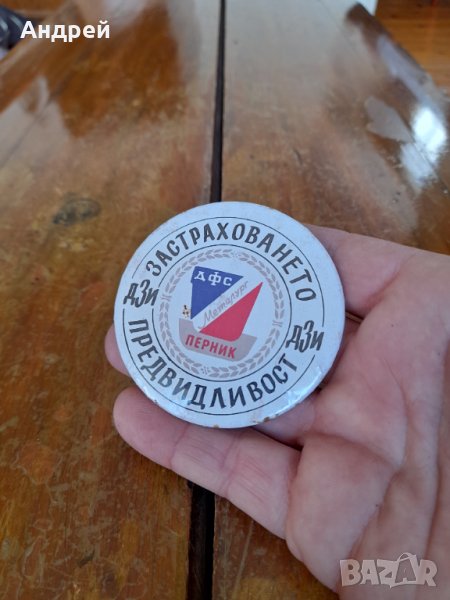 Андрей
ЗАСТРАХОВАНЕТО
ДЗИ
ДФС
Металург
ПЕРНИК
ДЗИ
ПРЕДВИДЛИВОСТ
BAZAR